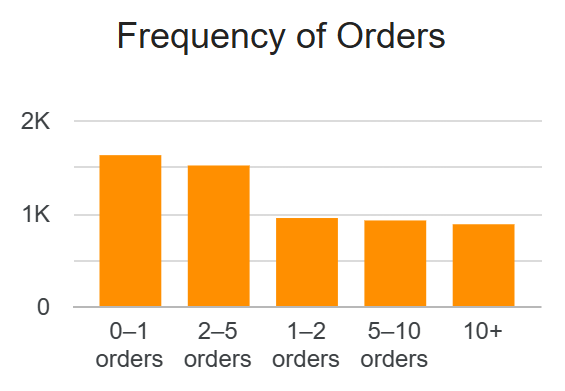 Frequency of Orders
2K
1K
0
0–1 2–5 1–2 5–10 10+
orders orders orders orders